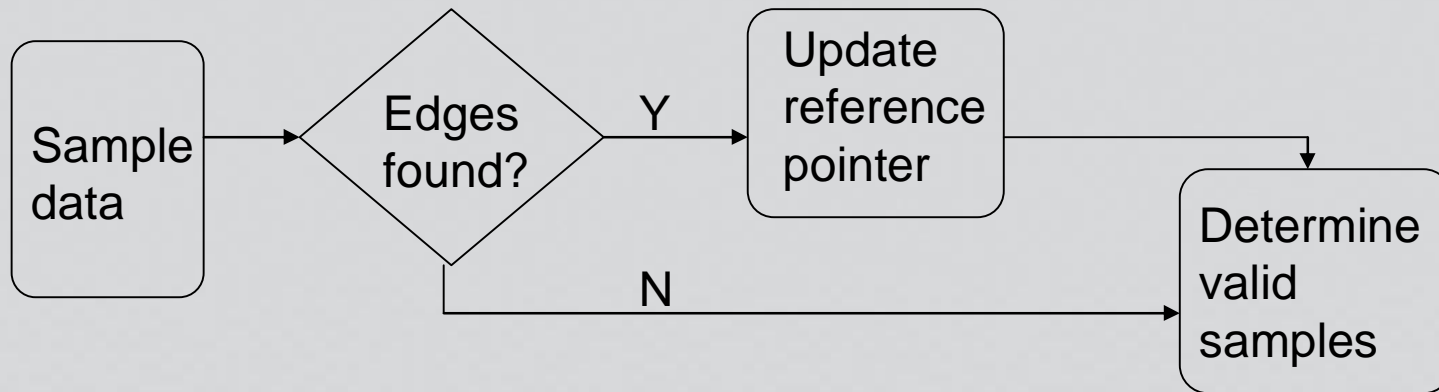 Sample
data
Edges
found?
Y
Update
reference
pointer
N
Determine
valid
samples